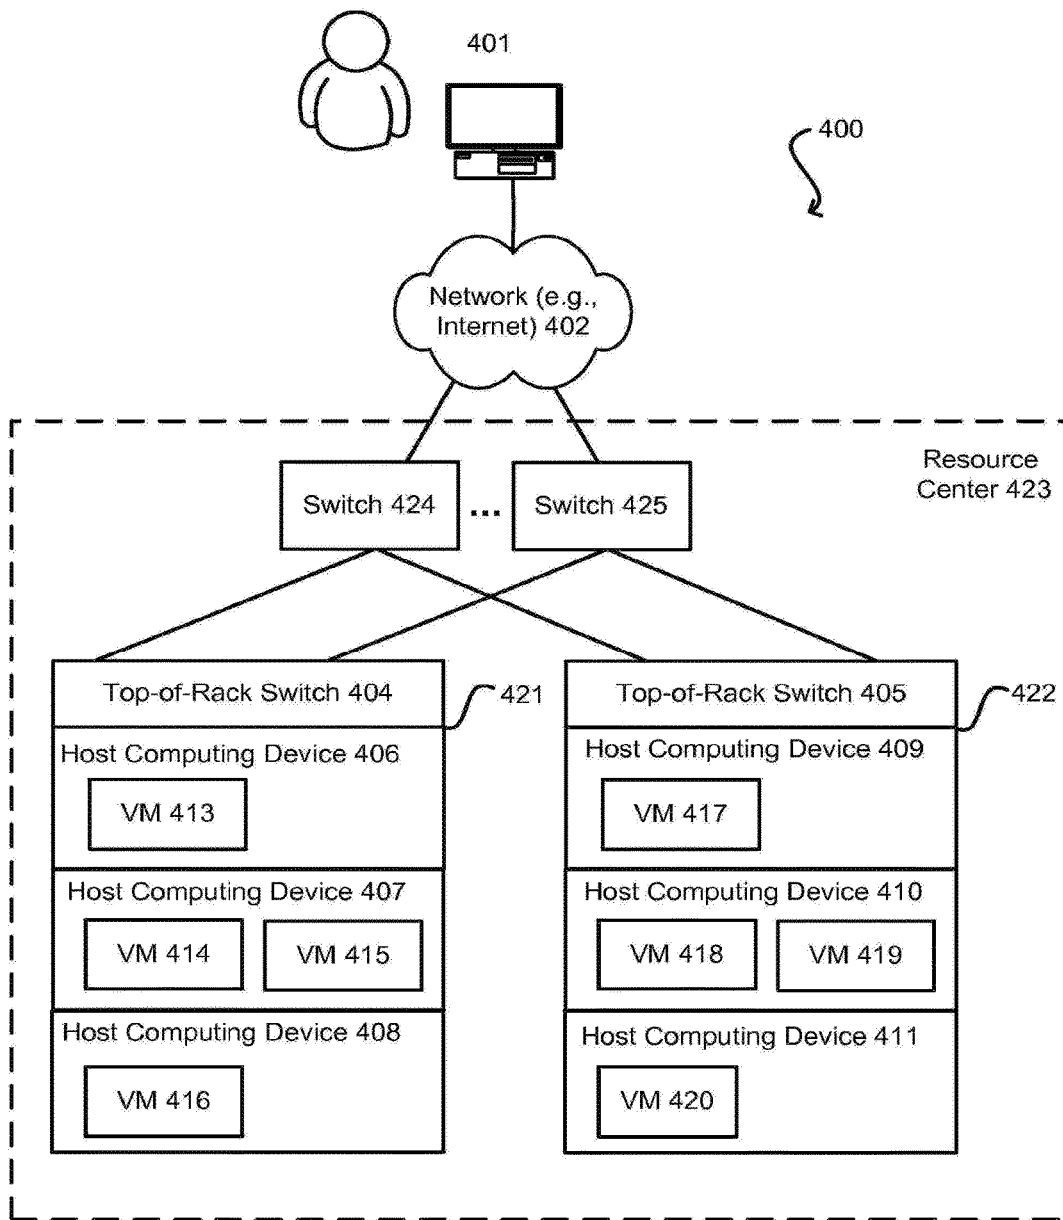 401
400
Network (e.g.,
Internet) 402
Resource
Center 423
Switch 424
...
Switch 425
Top-of-Rack Switch 404
421
Top-of-Rack Switch 405
422
Host Computing Device 406
VM 413
Host Computing Device 409
VM 417
Host Computing Device 407
VM 414
VM 415
Host Computing Device 410
VM 418
VM 419
Host Computing Device 408
VM 416
Host Computing Device 411
VM 420